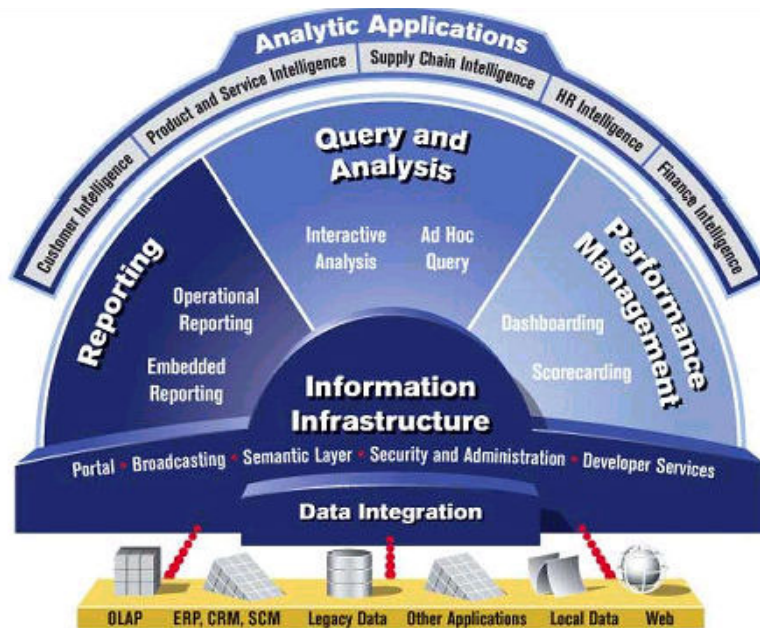 Analytic Applications
Customer Intelligence
Product and Service Intelligence
Supply Chain Intelligence
HR Intelligence
Finance Intelligence
Reporting
Operational
Reporting
Embedded
Reporting
Query and
Analysis
Interactive
Analysis
Ad Hoc
Query
Performance
Management
Dashboarding
Scorecarding
Information
Infrastructure
Portal • Broadcasting • Semantic Layer • Security and Administration • Developer Services
Data Integration
OLAP
ERP, CRM, SCM
Legacy Data
Other Applications
Local Data
Web